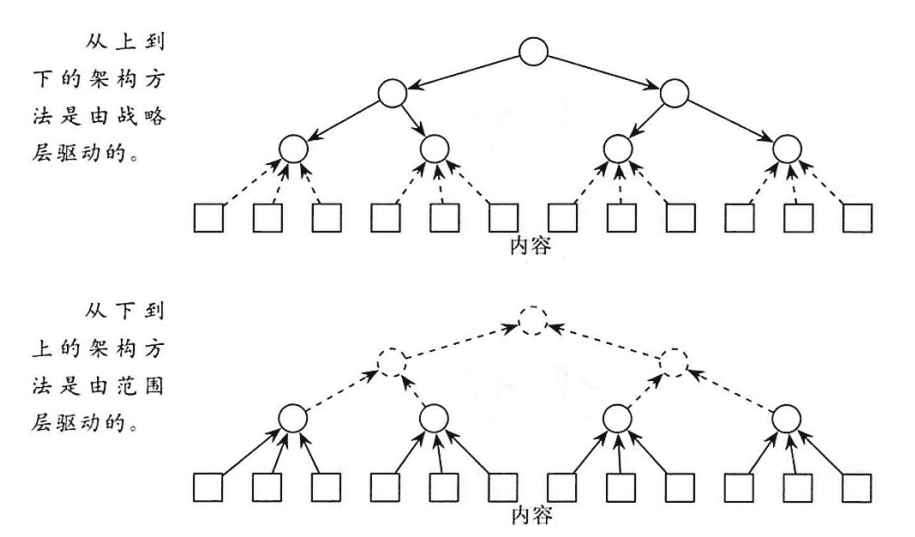 从上到
下的架构方
法是由战略
层驱动的。
内容
从下到
上的架构方
法是由范围
层驱动的。
内容